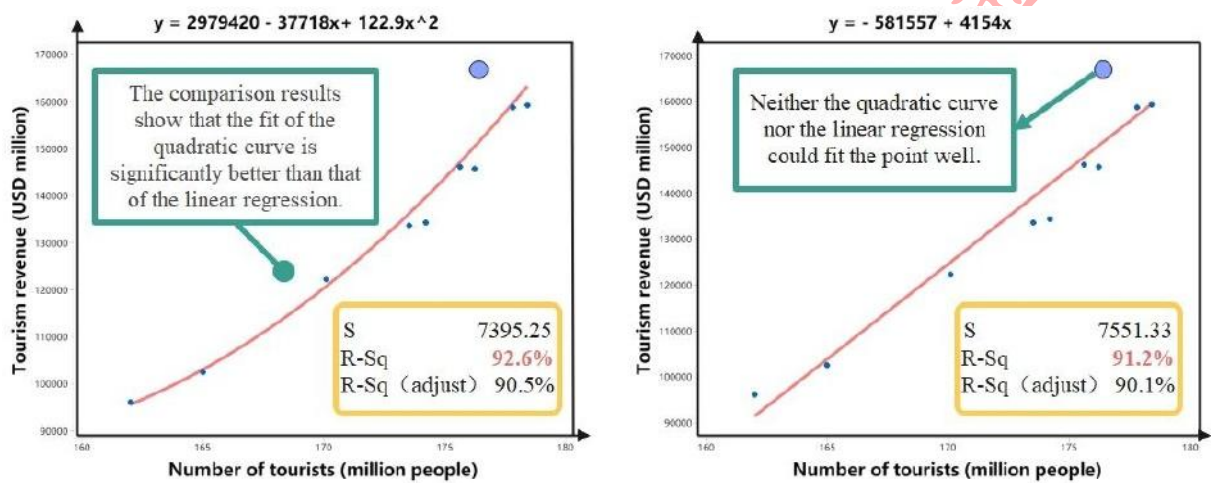 y = 2979420 - 37718x+ 122.9x^2
Tourism revenue (USD million)
170000
160000
150000
140000
130000
120000
110000
100000
90000
The comparison results
show that the fit of the
quadratic curve is
significantly better than that
of the linear regression.
S 7395.25
R-Sq 92.6%
R-Sq（adjust） 90.5%
160 165 170 175 180
Number of tourists (million people)
y = - 581557 + 4154x
Tourism revenue (USD million)
170000
160000
150000
140000
130000
120000
110000
100000
90000
Neither the quadratic curve
nor the linear regression
could fit the point well.
S 7551.33
R-Sq 91.2%
R-Sq（adjust） 90.1%
160 165 170 175 180
Number of tourists (million people)